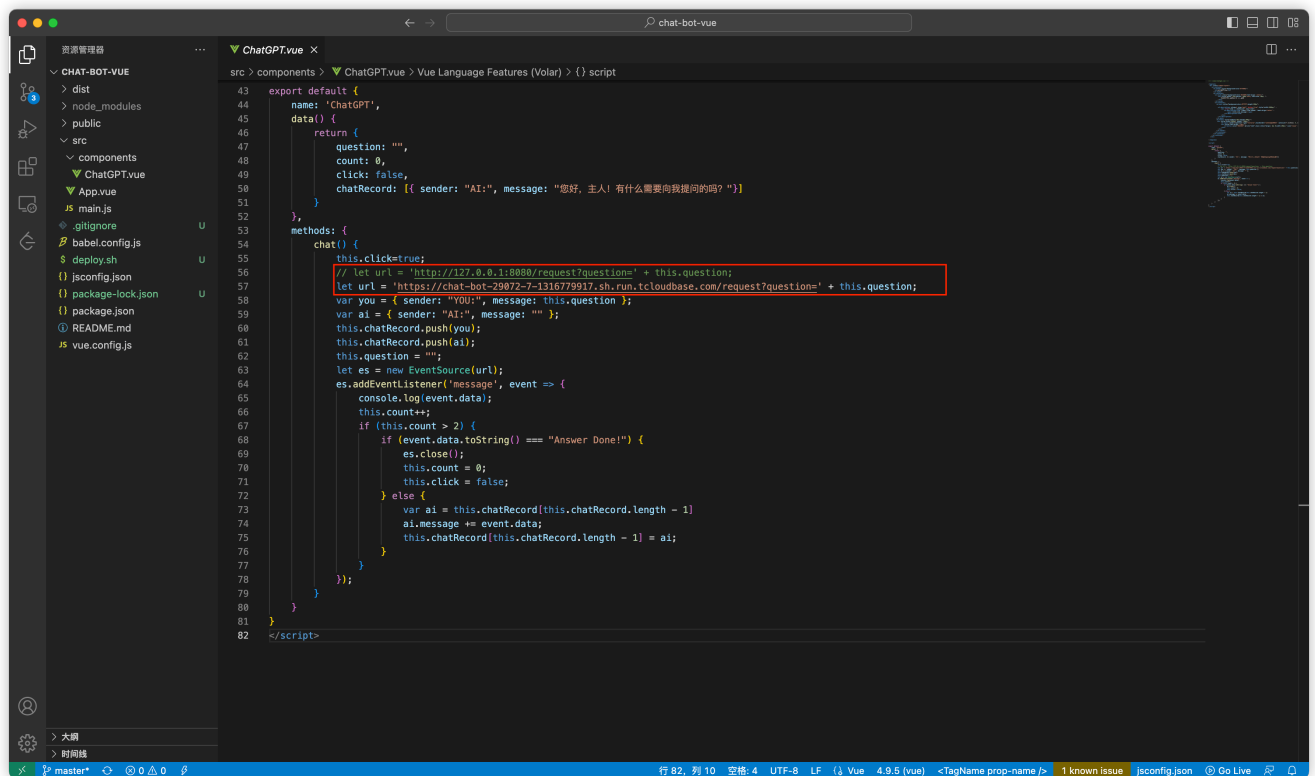 chat-bot-vue
资源管理器
ChatGPT.vue
src > components > ChatGPT.vue > Vue Language Features (Volar) > {} script
3
CHAT-BOT-VUE
dist
node_modules
public
src
components
ChatGPT.vue
App.vue
JS main.js
.gitignore U
babel.config.js
$ deploy.sh U
{} jsconfig.json
{} package-lock.json U
{} package.json
README.md
JS vue.config.js
43 export default {
44 name: 'ChatGPT',
45 data() {
46 return {
47 question: "",
48 count: 0,
49 click: false,
50 chatRecord: [{ sender: "AI:", message: "您好，主人！有什么需要向我提问的吗？"}]
51 }
52 },
53 methods: {
54 chat() {
55 this.click=true;
56 // let url = 'http://127.0.0.1:8080/request?question=' + this.question;
57 let url = 'https://chat-bot-29072-7-1316779917.sh.run.tcloudbase.com/request?question=' + this.question;
58 var you = { sender: "YOU:", message: this.question };
59 var ai = { sender: "AI:", message: "" };
60 this.chatRecord.push(you);
61 this.chatRecord.push(ai);
62 this.question = "";
63 let es = new EventSource(url);
64 es.addEventListener('message', event => {
65 console.log(event.data);
66 this.count++;
67 if (this.count > 2) {
68 if (event.data.toString() === "Answer Done!") {
69 es.close();
70 this.count = 0;
71 this.click = false;
72 } else {
73 var ai = this.chatRecord[this.chatRecord.length - 1]
74 ai.message += event.data;
75 this.chatRecord[this.chatRecord.length - 1] = ai;
76 }
77 }
78 });
79 }
80 }
81 }
82 </script>
大纲
时间线
master* 0 0 行 82，列 10 空格: 4 UTF-8 LF Vue 4.9.5 (vue) <TagName prop-name /> 1 known issue jsconfig.json Go Live